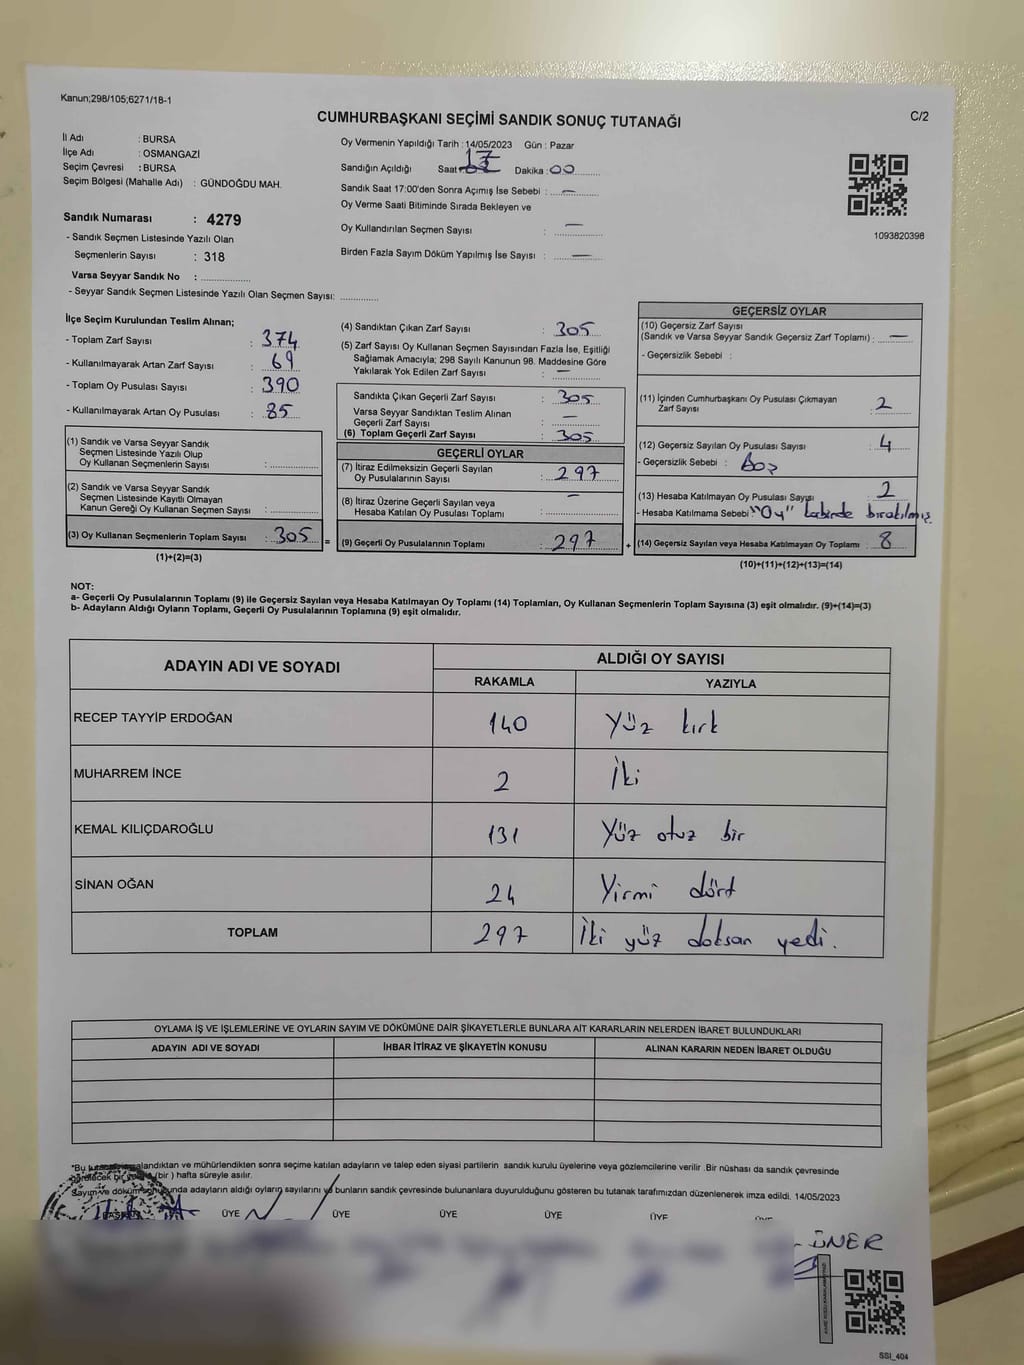 Kanun;298/105;6271/18-1
C/2
CUMHURBAŞKANI SEÇİMİ SANDIK SONUÇ TUTANAĞI
İl Adı : BURSA
İlçe Adı : OSMANGAZİ
Seçim Çevresi : BURSA
Seçim Bölgesi (Mahalle Adı) : GÜNDOĞDU MAH.
Sandık Numarası : 4279
- Sandık Seçmen Listesinde Yazılı Olan
Seçmenlerin Sayısı : 318
Varsa Seyyar Sandık No :
- Seyyar Sandık Seçmen Listesinde Yazılı Olan Seçmen Sayısı:
Oy Vermenin Yapıldığı Tarih : 14/05/2023 Gün : Pazar
Sandığın Açıldığı Saat : 17 Dakika : 00
Sandık Saat 17:00'den Sonra Açımış İse Sebebi : —
Oy Verme Saati Bitiminde Sırada Bekleyen ve
Oy Kullandırılan Seçmen Sayısı : —
Birden Fazla Sayım Döküm Yapılmış İse Sayısı : —
1093820398
İlçe Seçim Kurulundan Teslim Alınan;
- Toplam Zarf Sayısı : 374
- Kullanılmayarak Artan Zarf Sayısı : 69
- Toplam Oy Pusulası Sayısı : 390
- Kullanılmayarak Artan Oy Pusulası : 85
(1) Sandık ve Varsa Seyyar Sandık
Seçmen Listesinde Yazılı Olup
Oy Kullanan Seçmenlerin Sayısı :
(2) Sandık ve Varsa Seyyar Sandık
Seçmen Listesinde Kayıtlı Olmayan
Kanun Gereği Oy Kullanan Seçmen Sayısı :
(3) Oy Kullanan Seçmenlerin Toplam Sayısı : 305 =
(1)+(2)=(3)
(4) Sandıktan Çıkan Zarf Sayısı : 305
(5) Zarf Sayısı Oy Kullanan Seçmen Sayısından Fazla İse, Eşitliği
Sağlamak Amacıyla; 298 Sayılı Kanunun 98. Maddesine Göre
Yakılarak Yok Edilen Zarf Sayısı : —
Sandıkta Çıkan Geçerli Zarf Sayısı : 305
Varsa Seyyar Sandıktan Teslim Alınan
Geçerli Zarf Sayısı : —
(6) Toplam Geçerli Zarf Sayısı : 305
GEÇERLİ OYLAR
(7) İtiraz Edilmeksizin Geçerli Sayılan
Oy Pusulalarının Sayısı : 297
(8) İtiraz Üzerine Geçerli Sayılan veya
Hesaba Katılan Oy Pusulası Toplamı : —
(9) Geçerli Oy Pusulalarının Toplamı : 297 +
GEÇERSİZ OYLAR
(10) Geçersiz Zarf Sayısı
(Sandık ve Varsa Seyyar Sandık Geçersiz Zarf Toplamı) : —
- Geçersizlik Sebebi :
(11) İçinden Cumhurbaşkanı Oy Pusulası Çıkmayan
Zarf Sayısı : 2
(12) Geçersiz Sayılan Oy Pusulası Sayısı : 4
- Geçersizlik Sebebi : Boş
(13) Hesaba Katılmayan Oy Pusulası Sayısı : 2
- Hesaba Katılmama Sebebi : "Oy" kabinde bırakılmış
(14) Geçersiz Sayılan veya Hesaba Katılmayan Oy Toplamı : 8
(10)+(11)+(12)+(13)=(14)
NOT:
a- Geçerli Oy Pusulalarının Toplamı (9) ile Geçersiz Sayılan veya Hesaba Katılmayan Oy Toplamı (14) Toplamları, Oy Kullanan Seçmenlerin Toplam Sayısına (3) eşit olmalıdır. (9)+(14)=(3)
b- Adayların Aldığı Oyların Toplamı, Geçerli Oy Pusulalarının Toplamına (9) eşit olmalıdır.
ADAYIN ADI VE SOYADI ALDIĞI OY SAYISI
RAKAMLA YAZIYLA
RECEP TAYYİP ERDOĞAN 140 Yüz kırk
MUHARREM İNCE 2 İki
KEMAL KILIÇDAROĞLU 131 Yüz otuz bir
SİNAN OĞAN 24 Yirmi dört
TOPLAM 297 İki yüz doksan yedi.
OYLAMA İŞ VE İŞLEMLERİNE VE OYLARIN SAYIM VE DÖKÜMÜNE DAİR ŞİKAYETLERLE BUNLARA AİT KARARLARIN NELERDEN İBARET BULUNDUKLARI
ADAYIN ADI VE SOYADI İHBAR İTİRAZ VE ŞİKAYETİN KONUSU ALINAN KARARIN NEDEN İBARET OLDUĞU
"Bu ve mühürlendikten sonra seçime katılan adayların ve talep eden siyasi partilerin sandık kurulu üyelerine veya gözlemcilerine verilir .Bir nüshası da sandık çevresinde
(bir ) hafta süreyle asılır.
Sayım ve döküm adayların aldığı oyların sayılarını ve bunların sandık çevresinde bulunanlara duyurulduğunu gösteren bu tutanak tarafımızdan düzenlenerek imza edildi. 14/05/2023
BAŞKAN ÜYE ÜYE ÜYE ÜYE ÜYE
ÜNER
SSI_404